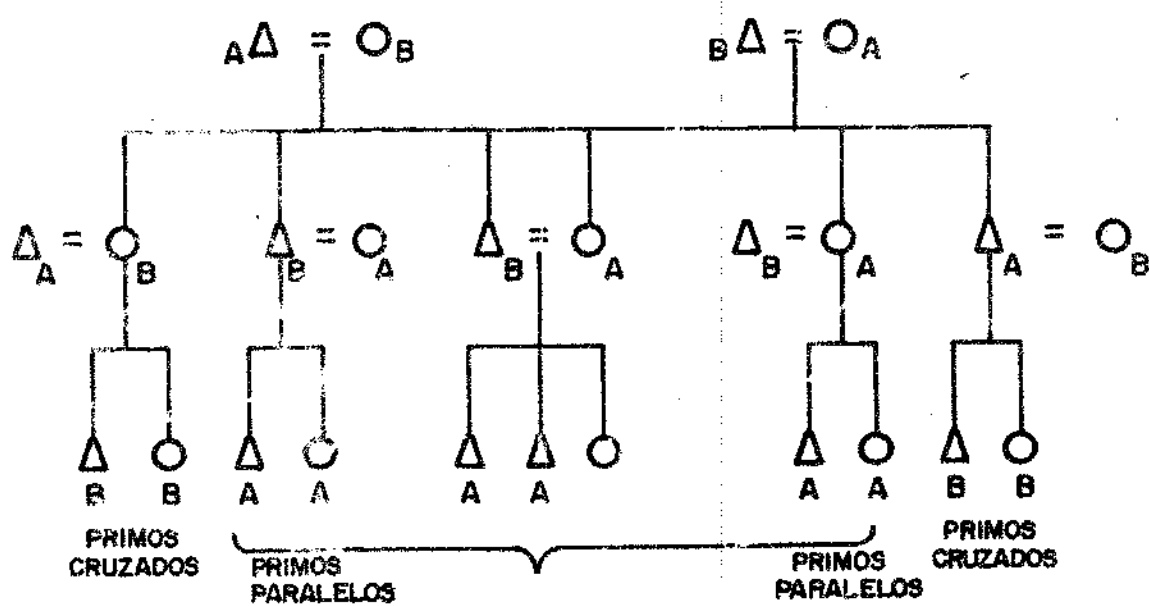 A Δ = O B B Δ = O A
Δ A = O B Δ B = O A Δ B = O A Δ B = O A Δ A = O B
Δ Δ O
B B A A A A A A B B
PRIMOS CRUZADOS
PRIMOS PARALELOS
PRIMOS PARALELOS
PRIMOS CRUZADOS